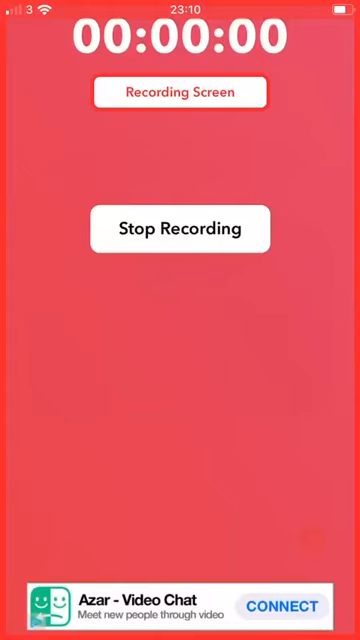 3
23:10
00:00:00
Recording Screen
Stop Recording
Azar - Video Chat
Meet new people through video
CONNECT